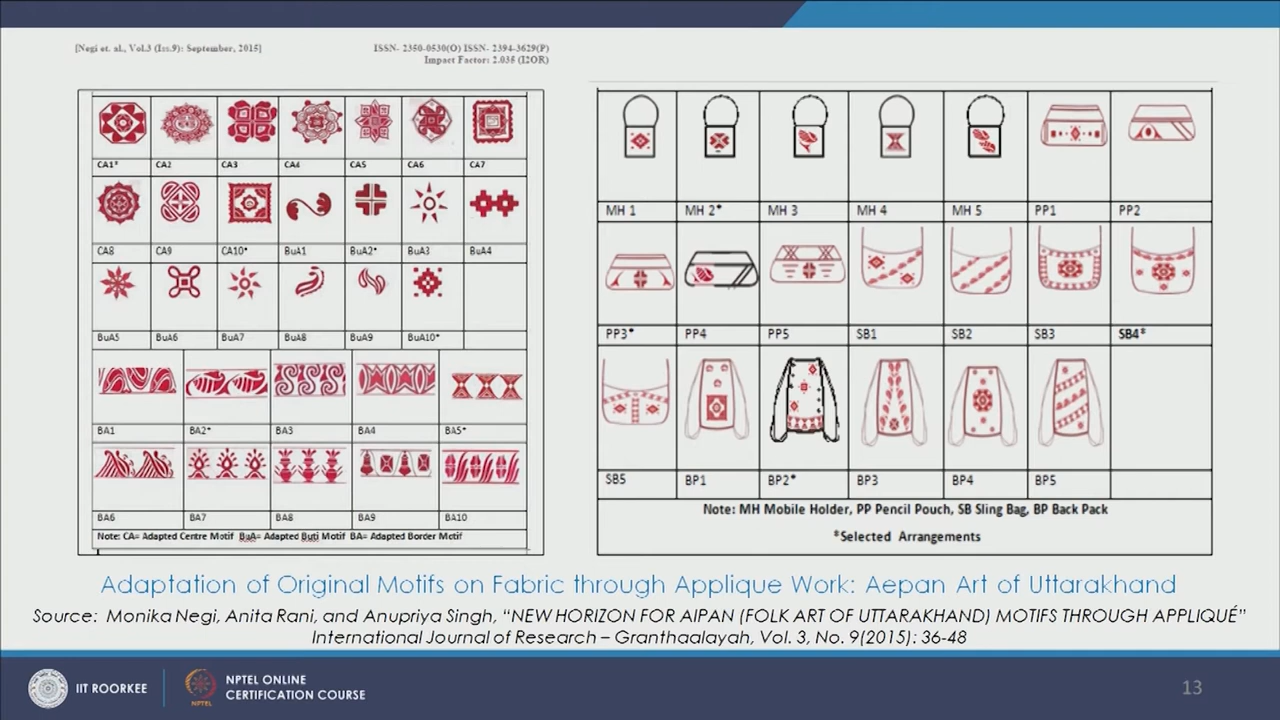 [Negi et. al., Vol.3 (Iss.9): September, 2015]
ISSN- 2350-0530(O) ISSN- 2394-3629(P)
Impact Factor: 2.035 (I2OR)
CA1* CA2 CA3 CA4 CA5 CA6 CA7
CA8 CA9 CA10* BuA1 BuA2* BuA3 BuA4
BuA5 BuA6 BuA7 BuA8 BuA9 BuA10*
BA1 BA2* BA3 BA4 BA5*
BA6 BA7 BA8 BA9 BA10
Note: CA= Adapted Centre Motif BuA= Adapted Buti Motif BA= Adapted Border Motif
MH 1 MH 2* MH 3 MH 4 MH 5 PP1 PP2
PP3* PP4 PP5 SB1 SB2 SB3 SB4*
SB5 BP1 BP2* BP3 BP4 BP5
Note: MH Mobile Holder, PP Pencil Pouch, SB Sling Bag, BP Back Pack
*Selected Arrangements
Adaptation of Original Motifs on Fabric through Applique Work: Aepan Art of Uttarakhand
Source: Monika Negi, Anita Rani, and Anupriya Singh, “NEW HORIZON FOR AIPAN (FOLK ART OF UTTARAKHAND) MOTIFS THROUGH APPLIQUÉ”
International Journal of Research – Granthaalayah, Vol. 3, No. 9(2015): 36-48
IIT ROORKEE
NPTEL
NPTEL ONLINE
CERTIFICATION COURSE
13